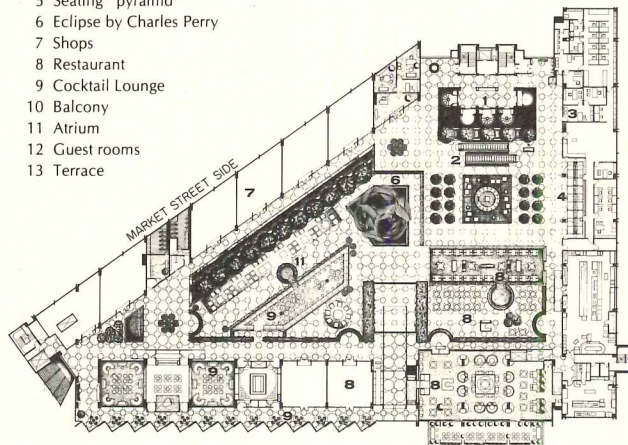 5 Seating "pyramid"
6 Eclipse by Charles Perry
7 Shops
8 Restaurant
9 Cocktail Lounge
10 Balcony
11 Atrium
12 Guest rooms
13 Terrace
MARKET STREET SIDE
0
1
2
3
4
6
7
11
9
8
8
9
8
8
9